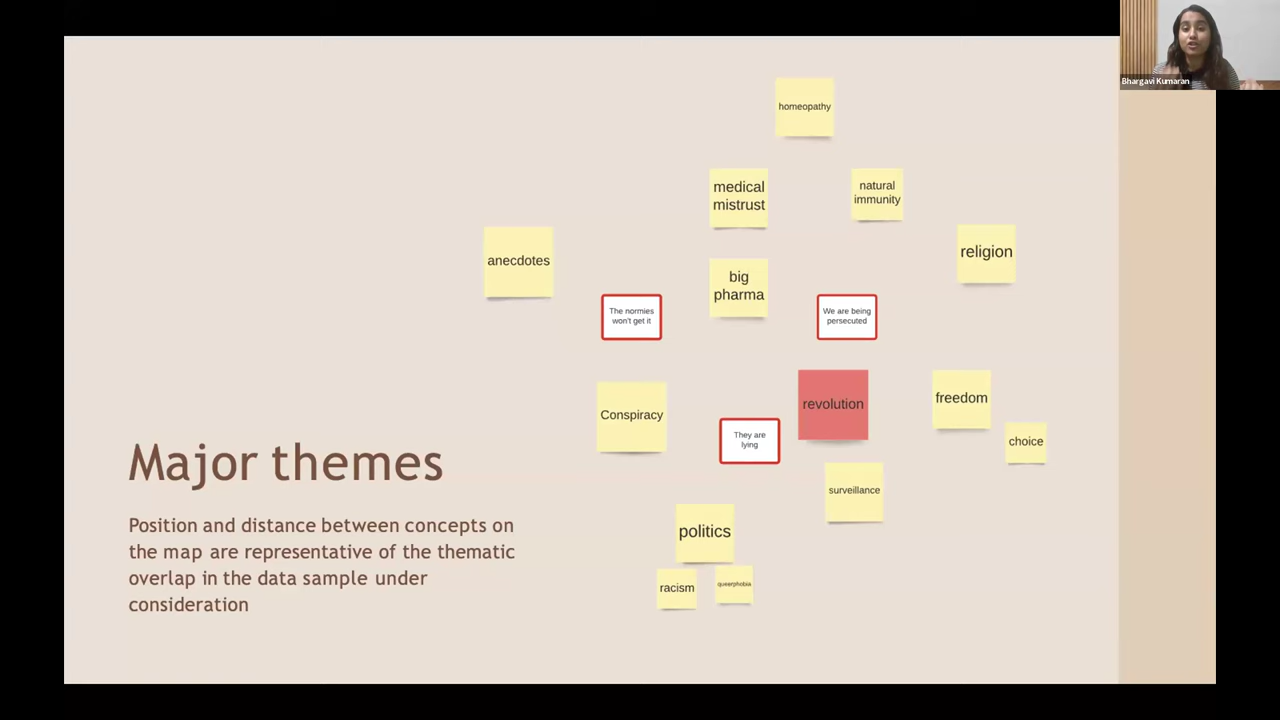 Bhargavi Kumaran
homeopathy
medical
mistrust
natural
immunity
anecdotes
religion
big
pharma
The normies
won't get it
We are being
persecuted
Conspiracy
revolution
freedom
They are
lying
choice
surveillance
politics
racism
queerphobia
Major themes
Position and distance between concepts on
the map are representative of the thematic
overlap in the data sample under
consideration